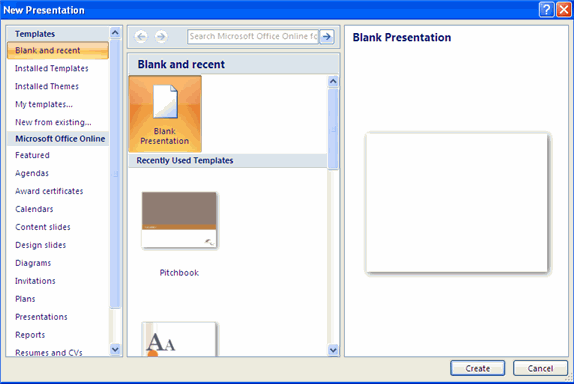 New Presentation
Templates
Blank and recent
Installed Templates
Installed Themes
My templates...
New from existing...
Microsoft Office Online
Featured
Agendas
Award certificates
Calendars
Content slides
Design slides
Diagrams
Invitations
Plans
Presentations
Reports
Resumes and CVs
Search Microsoft Office Online fo
Blank and recent
Blank
Presentation
Recently Used Templates
Pitchbook
AA
Blank Presentation
Create
Cancel